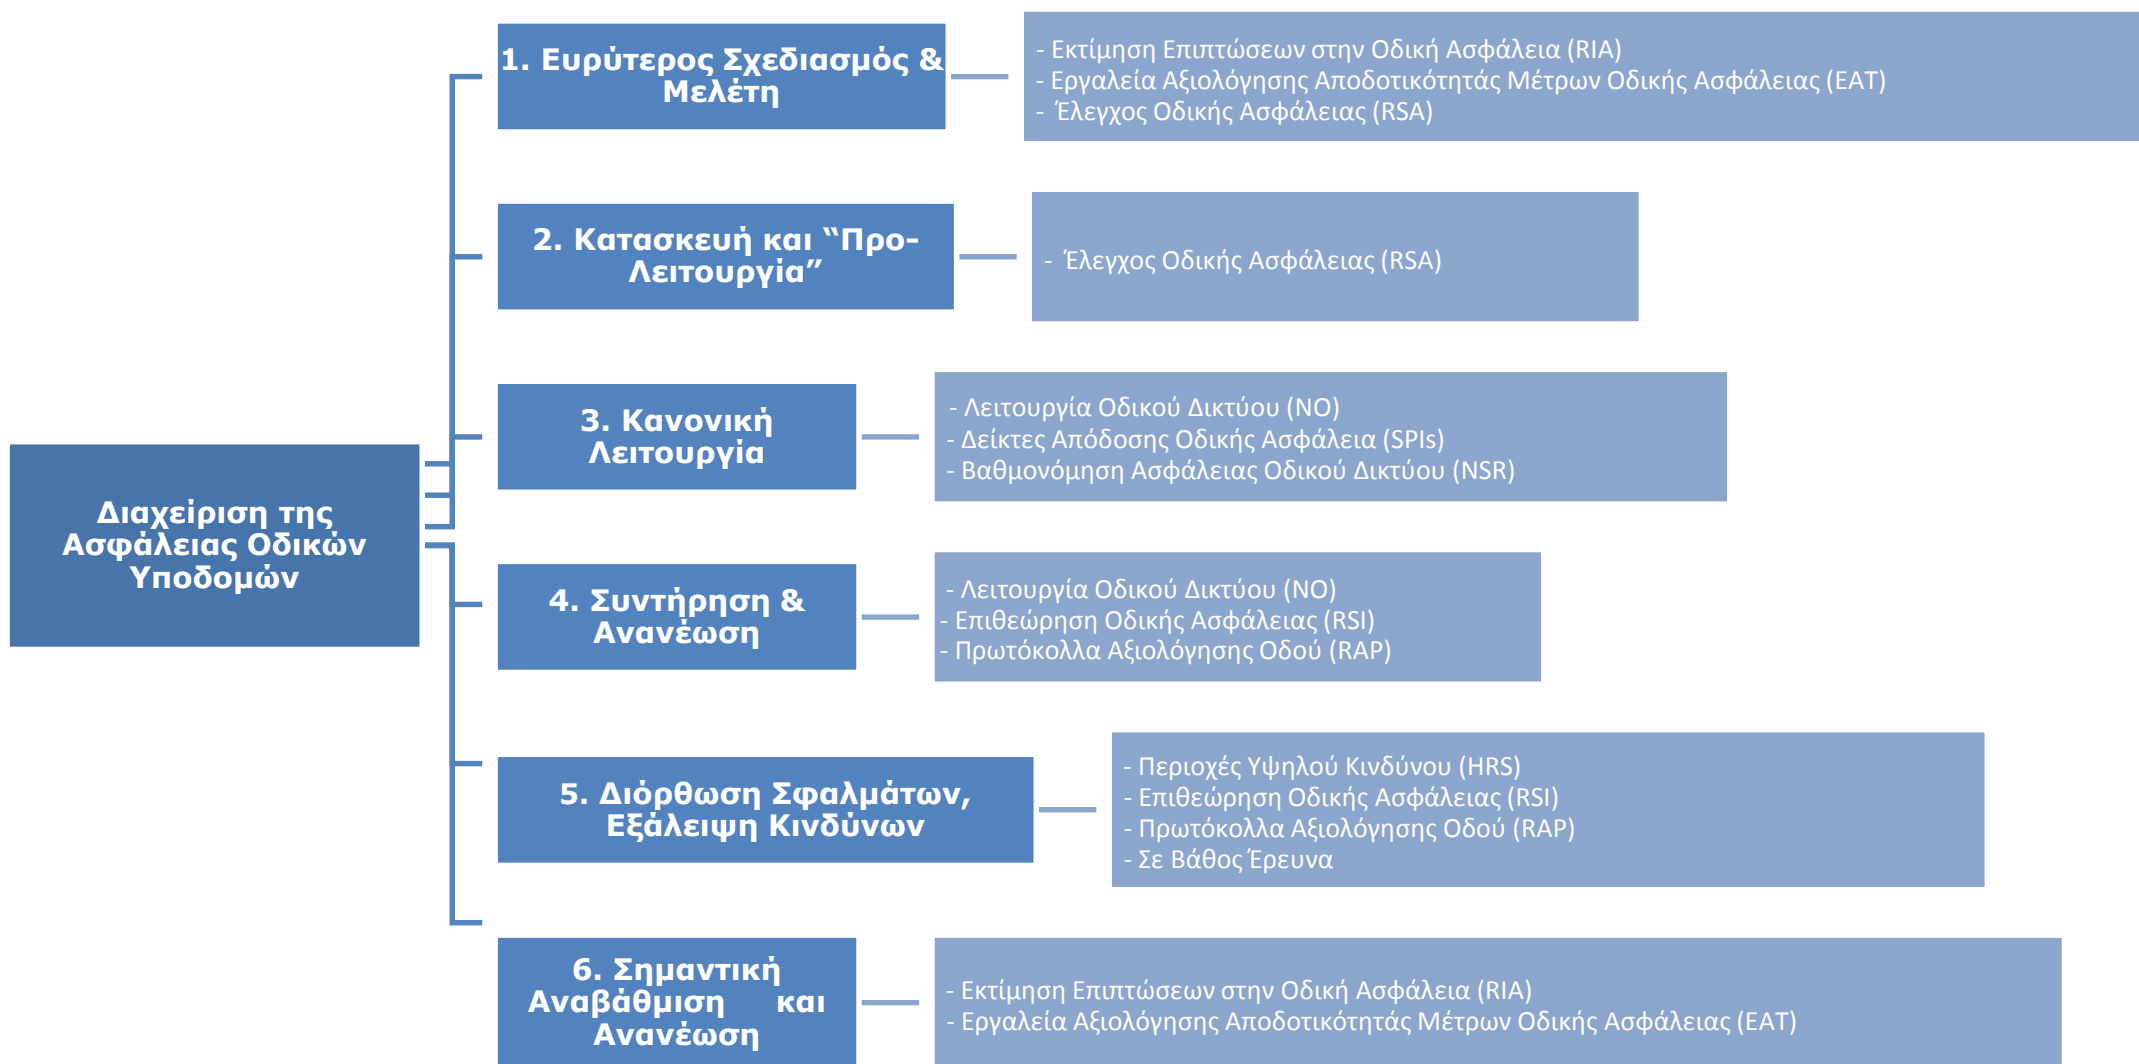 Διαχείριση της
Ασφάλειας Οδικών
Υποδομών
1. Ευρύτερος Σχεδιασμός &
Μελέτη
- Εκτίμηση Επιπτώσεων στην Οδική Ασφάλεια (RIA)
- Εργαλεία Αξιολόγησης Αποδοτικότητάς Μέτρων Οδικής Ασφάλειας (EAT)
- Έλεγχος Οδικής Ασφάλειας (RSA)
2. Κατασκευή και “Προ-
Λειτουργία”
- Έλεγχος Οδικής Ασφάλειας (RSA)
3. Κανονική
Λειτουργία
- Λειτουργία Οδικού Δικτύου (NO)
- Δείκτες Απόδοσης Οδικής Ασφάλεια (SPIs)
- Βαθμονόμηση Ασφάλειας Οδικού Δικτύου (NSR)
4. Συντήρηση &
Ανανέωση
- Λειτουργία Οδικού Δικτύου (NO)
- Επιθεώρηση Οδικής Ασφάλειας (RSI)
- Πρωτόκολλα Αξιολόγησης Οδού (RAP)
5. Διόρθωση Σφαλμάτων,
Εξάλειψη Κινδύνων
- Περιοχές Υψηλού Κινδύνου (HRS)
- Επιθεώρηση Οδικής Ασφάλειας (RSI)
- Πρωτόκολλα Αξιολόγησης Οδού (RAP)
- Σε Βάθος Έρευνα
6. Σημαντική
Αναβάθμιση και
Ανανέωση
- Εκτίμηση Επιπτώσεων στην Οδική Ασφάλεια (RIA)
- Εργαλεία Αξιολόγησης Αποδοτικότητάς Μέτρων Οδικής Ασφάλειας (EAT)